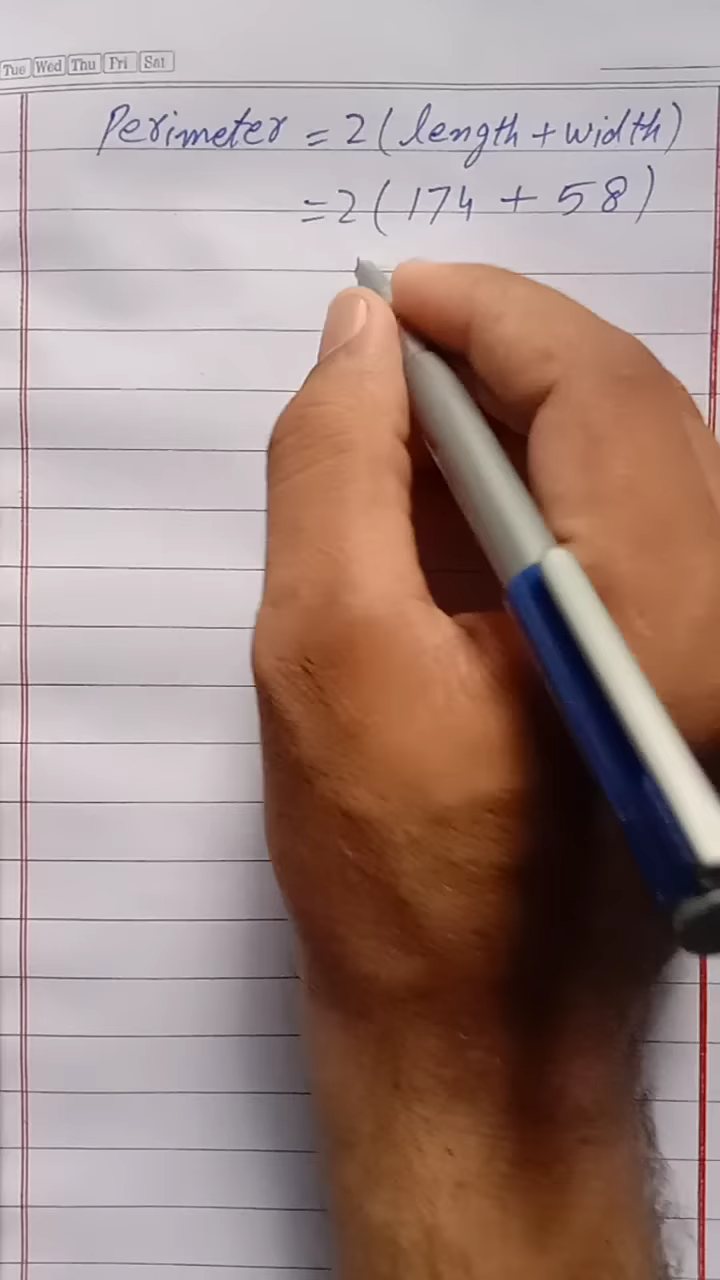 Tue Wed Thu Fri Sat
Perimeter = 2(length + width)
= 2(174 + 58)